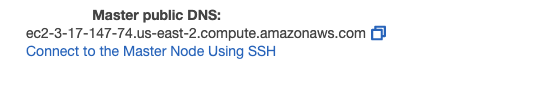 Master public DNS:
ec2-3-17-147-74.us-east-2.compute.amazonaws.com
Connect to the Master Node Using SSH